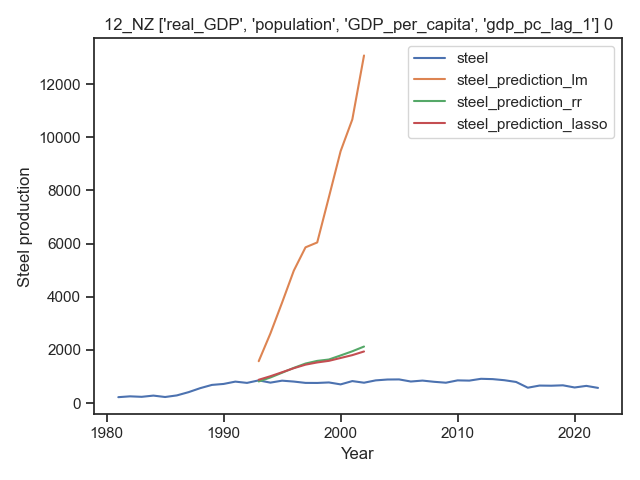 12_NZ ['real_GDP', 'population', 'GDP_per_capita', 'gdp_pc_lag_1'] 0
steel
steel_prediction_lm
steel_prediction_rr
steel_prediction_lasso
Steel production
12000
10000
8000
6000
4000
2000
0
1980
1990
2000
2010
2020
Year